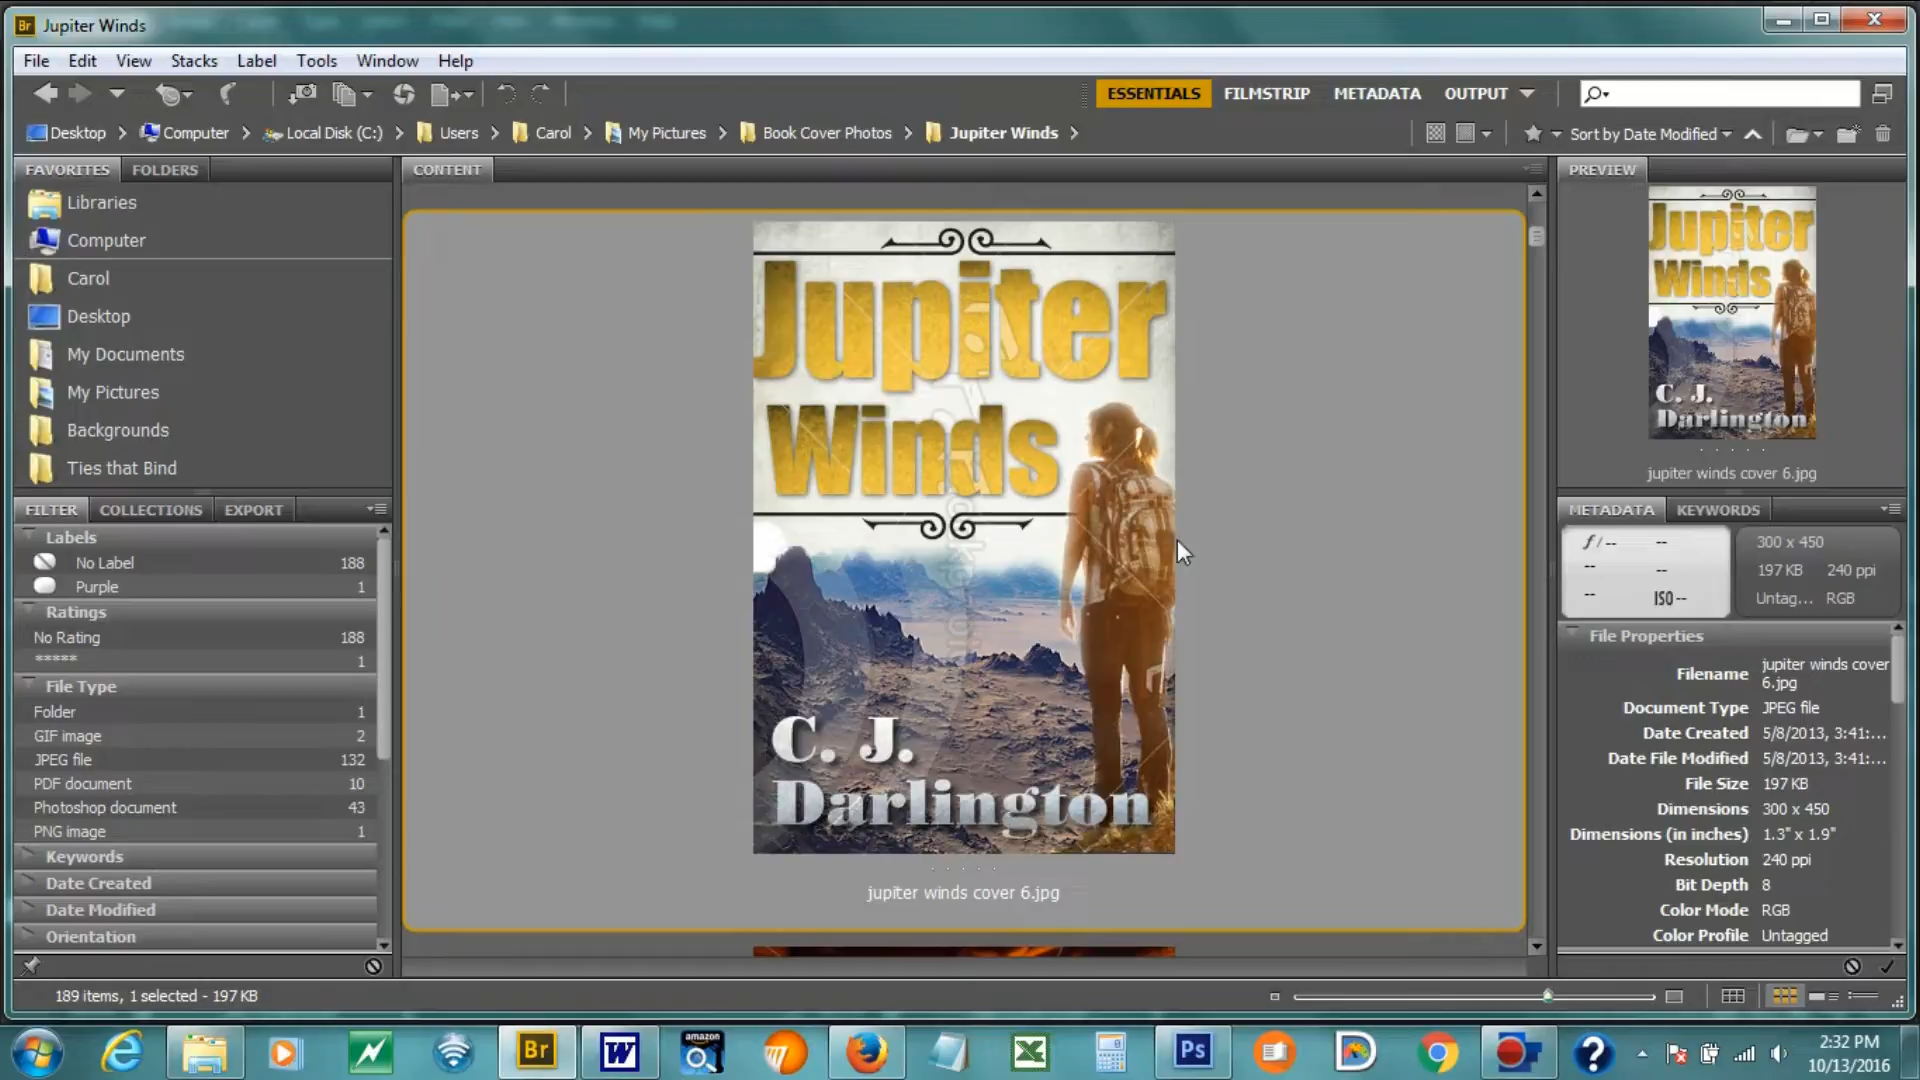 Jupiter Winds
File Edit View Stacks Label Tools Window Help
ESSENTIALS FILMSTRIP METADATA OUTPUT
Desktop Computer Local Disk (C:) Users Carol My Pictures Book Cover Photos Jupiter Winds
Sort by Date Modified
FAVORITES FOLDERS
Libraries
Computer
Carol
Desktop
My Documents
My Pictures
Backgrounds
Ties that Bind
FILTER COLLECTIONS EXPORT
Labels
No Label 188
Purple 1
Ratings
No Rating 188
***** 1
File Type
Folder 1
GIF image 2
JPEG file 132
PDF document 10
Photoshop document 43
PNG image 1
Keywords
Date Created
Date Modified
Orientation
CONTENT
Jupiter
Winds
C. J.
Darlington
jupiter winds cover 6.jpg
PREVIEW
Jupiter
Winds
C. J.
Darlington
jupiter winds cover 6.jpg
METADATA KEYWORDS
f/-- --
-- --
-- ISO --
300 x 450
197 KB 240 ppi
Untag... RGB
File Properties
Filename jupiter winds cover
6.jpg
Document Type JPEG file
Date Created 5/8/2013, 3:41:...
Date File Modified 5/8/2013, 3:41:...
File Size 197 KB
Dimensions 300 x 450
Dimensions (in inches) 1.3" x 1.9"
Resolution 240 ppi
Bit Depth 8
Color Mode RGB
Color Profile Untagged
189 items, 1 selected - 197 KB
Br W amazon Ps
2:32 PM
10/13/2016